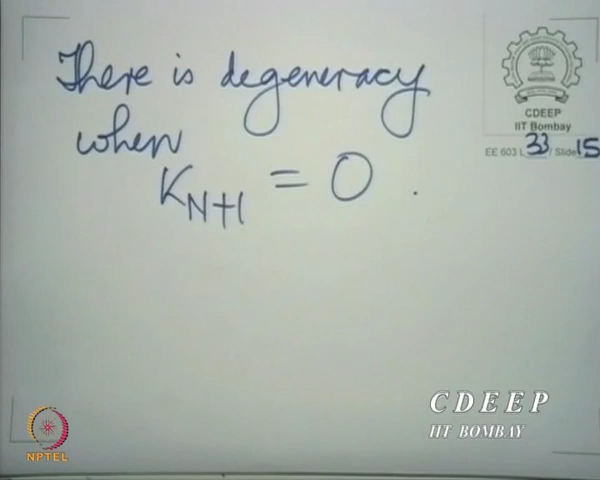 There is degeneracy
when
K_{N+1} = 0 .
CDEEP
IIT Bombay
EE 603 L 33 / Slide 15
CDEEP
IIT BOMBAY
NPTEL